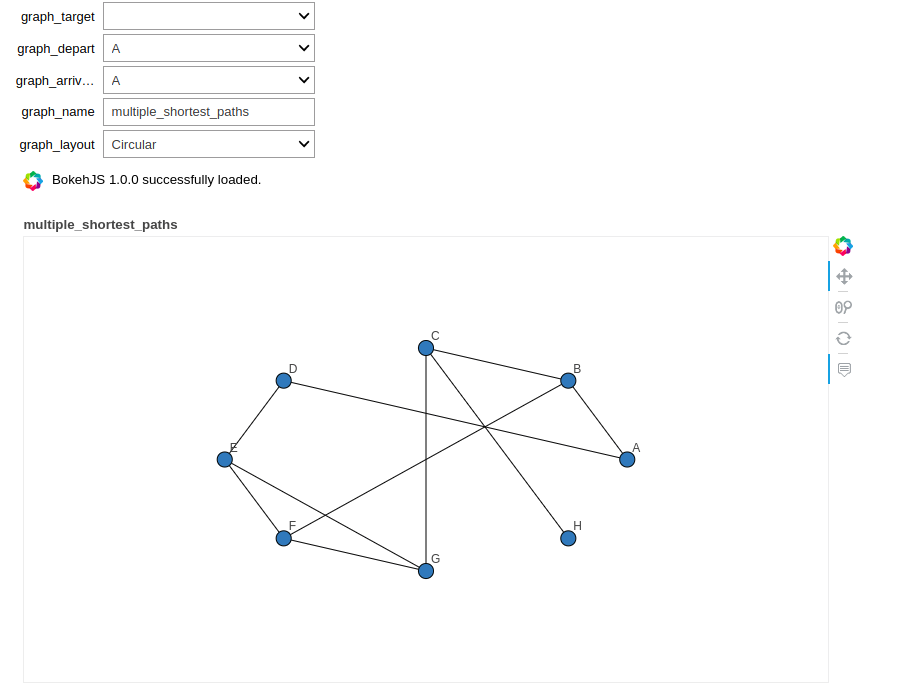 graph_target
graph_depart A
graph_arriv… A
graph_name multiple_shortest_paths
graph_layout Circular
BokehJS 1.0.0 successfully loaded.
multiple_shortest_paths
C
D
B
E
A
F
H
G